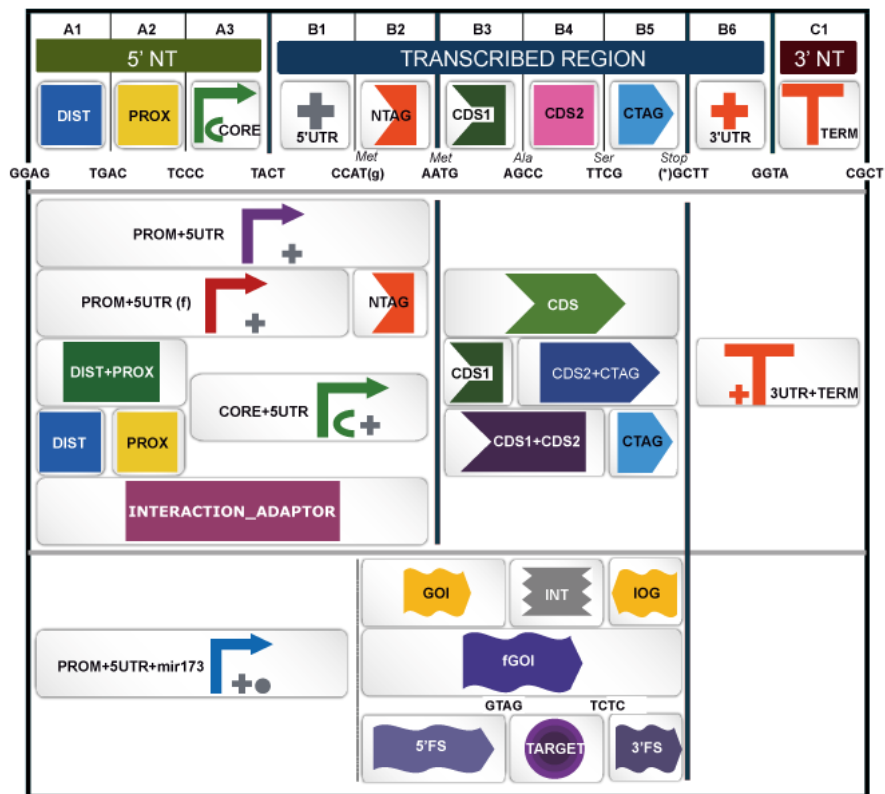 A1 A2 A3 B1 B2 B3 B4 B5 B6 C1
5' NT TRANSCRIBED REGION 3' NT
DIST PROX CORE 5'UTR NTAG CDS1 CDS2 CTAG 3'UTR TERM
Met Met Ala Ser Stop
GGAG TGAC TCCC TACT CCAT(g) AATG AGCC TTCG (*)GCTT GGTA CGCT
PROM+5UTR
PROM+5UTR (f) NTAG CDS
DIST+PROX CDS1 CDS2+CTAG
CORE+5UTR 3UTR+TERM
DIST PROX CDS1+CDS2 CTAG
INTERACTION_ADAPTOR
GOI INT IOG
PROM+5UTR+mir173 fGOI
GTAG TCTC
5'FS TARGET 3'FS